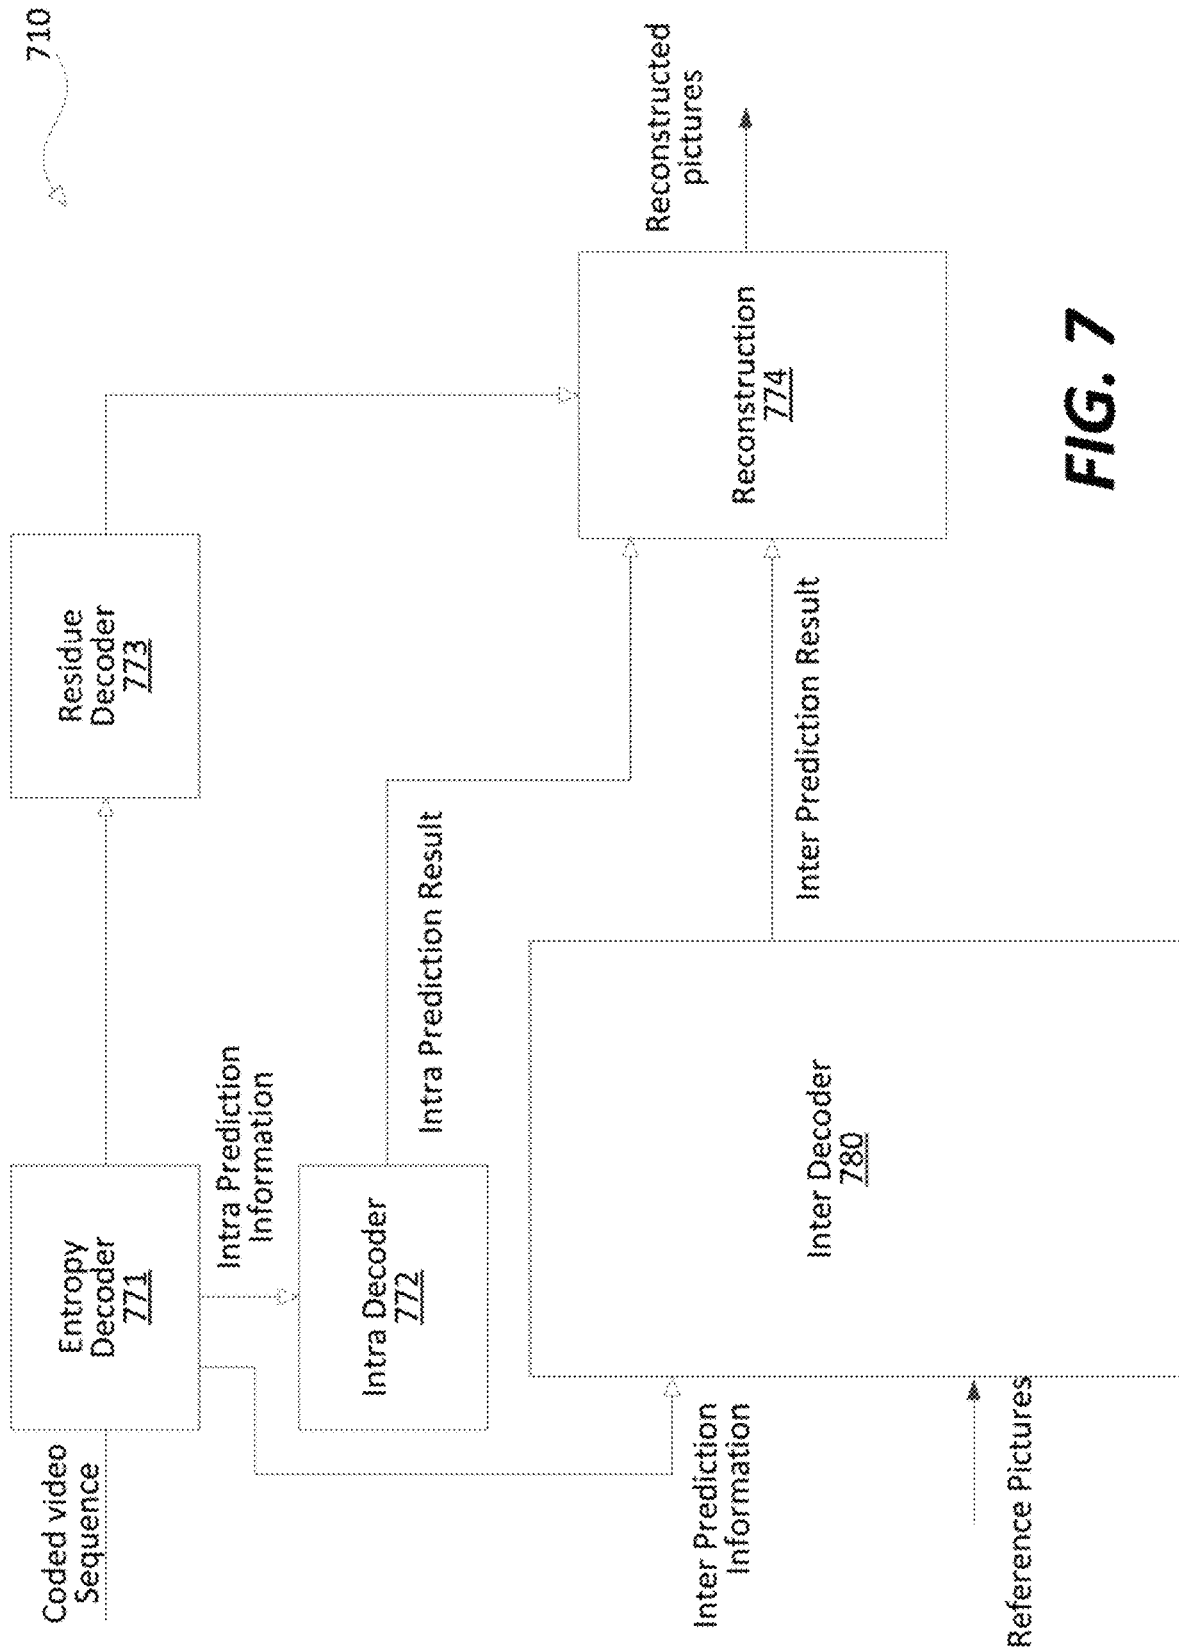 710
Coded video
Sequence
Entropy
Decoder
771
Residue
Decoder
773
Intra Prediction
Information
Intra Decoder
772
Intra Prediction Result
Reconstructed
pictures
Reconstruction
774
Inter Prediction
Information
Inter Decoder
780
Inter Prediction Result
Reference Pictures
FIG. 7